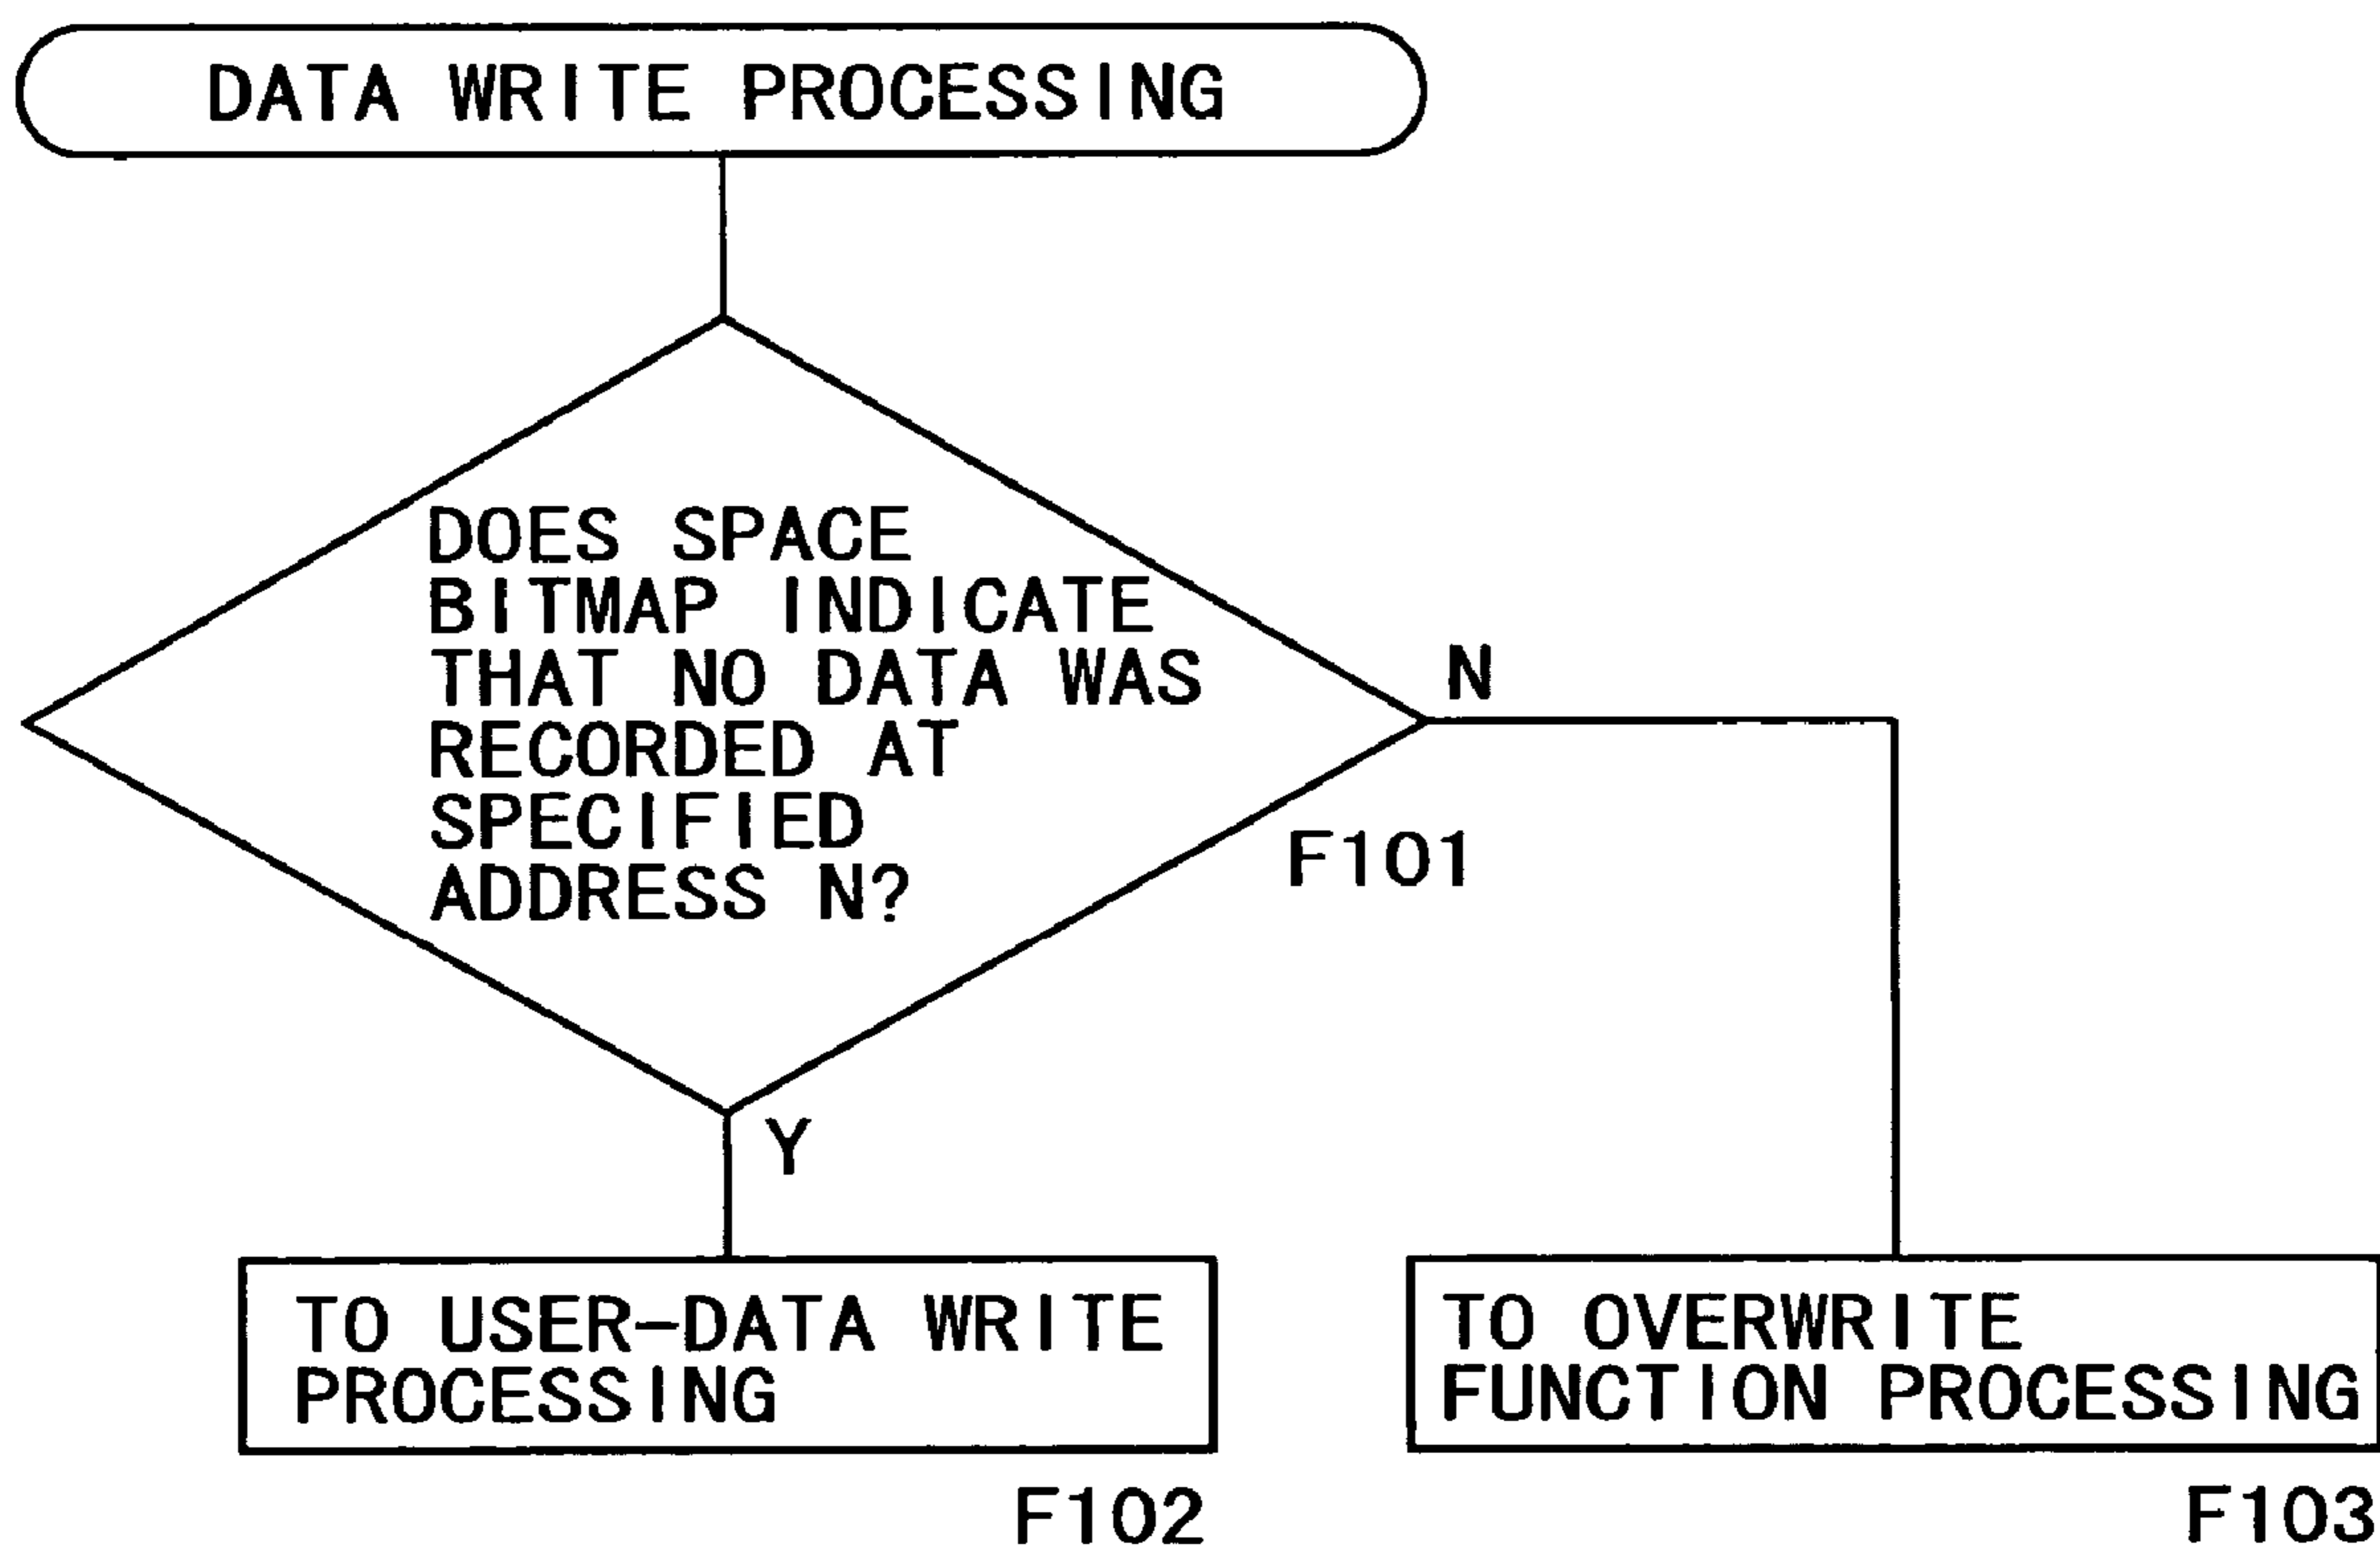 DATA WRITE PROCESSING
DOES SPACE
BITMAP INDICATE
THAT NO DATA WAS
RECORDED AT
SPECIFIED
ADDRESS N?
N
F101
Y
TO USER-DATA WRITE
PROCESSING
F102
TO OVERWRITE
FUNCTION PROCESSING
F103